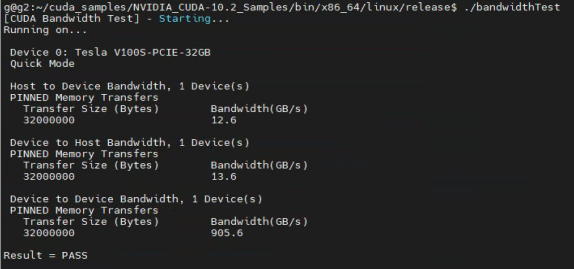 g@g2:~/cuda_samples/NVIDIA_CUDA-10.2_Samples/bin/x86_64/linux/release$ ./bandwidthTest
[CUDA Bandwidth Test] - Starting...
Running on...
Device 0: Tesla V100S-PCIE-32GB
Quick Mode
Host to Device Bandwidth, 1 Device(s)
PINNED Memory Transfers
Transfer Size (Bytes) Bandwidth(GB/s)
32000000 12.6
Device to Host Bandwidth, 1 Device(s)
PINNED Memory Transfers
Transfer Size (Bytes) Bandwidth(GB/s)
32000000 13.6
Device to Device Bandwidth, 1 Device(s)
PINNED Memory Transfers
Transfer Size (Bytes) Bandwidth(GB/s)
32000000 905.6
Result = PASS